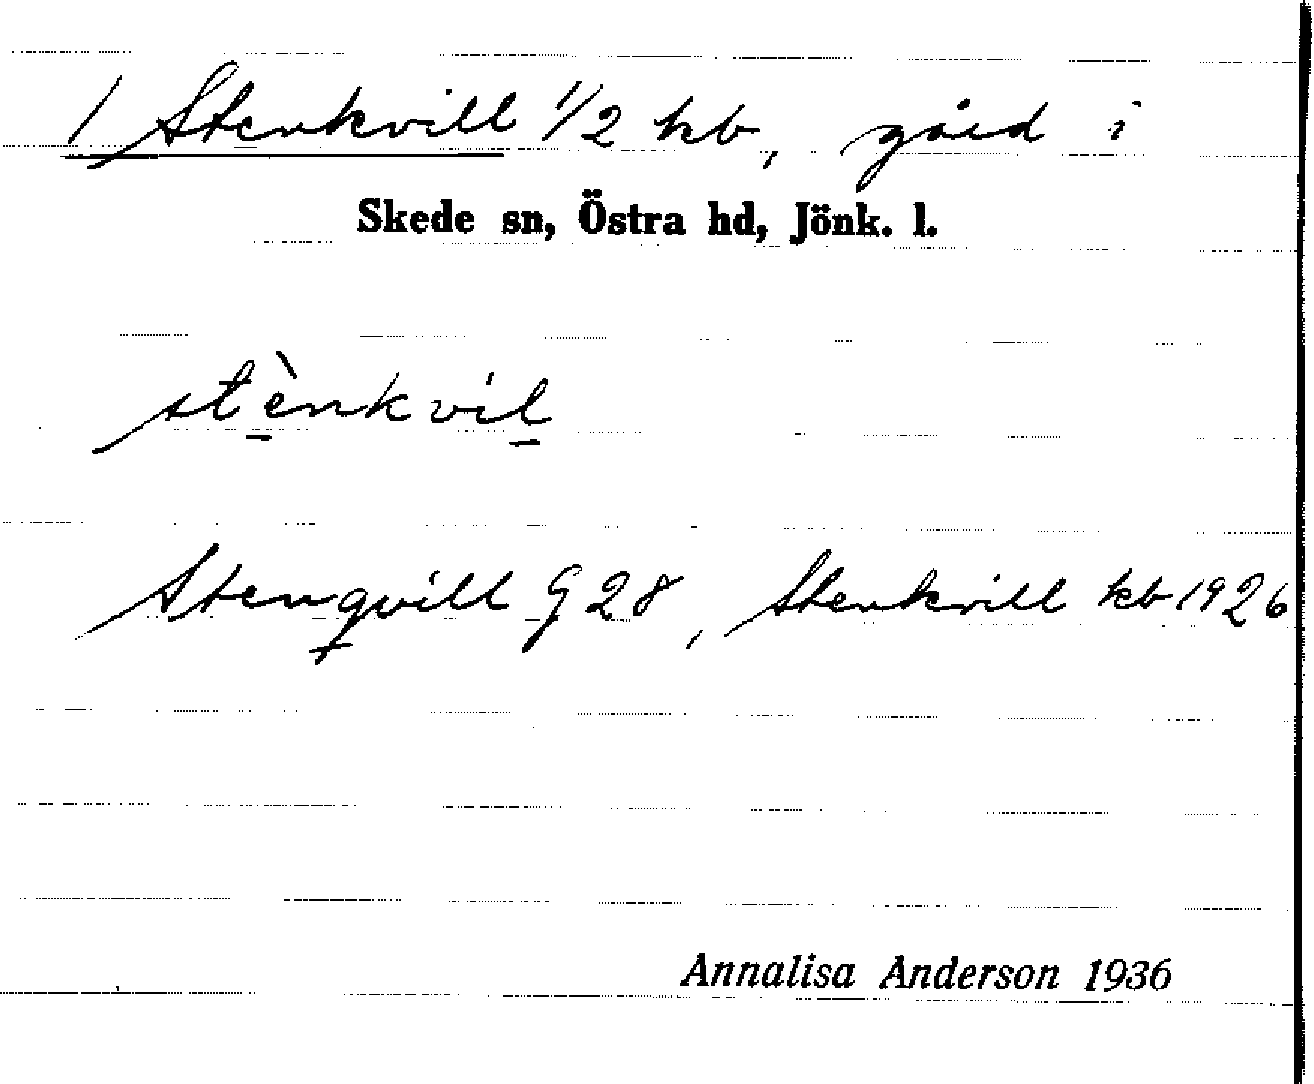 1 Stenkvill 1/2 kb, gård i
Skede sn, Östra hd, Jönk. l.
stènkvil
Stenqvill G 28, Stenkvill kb 1926
Annalisa Anderson 1936